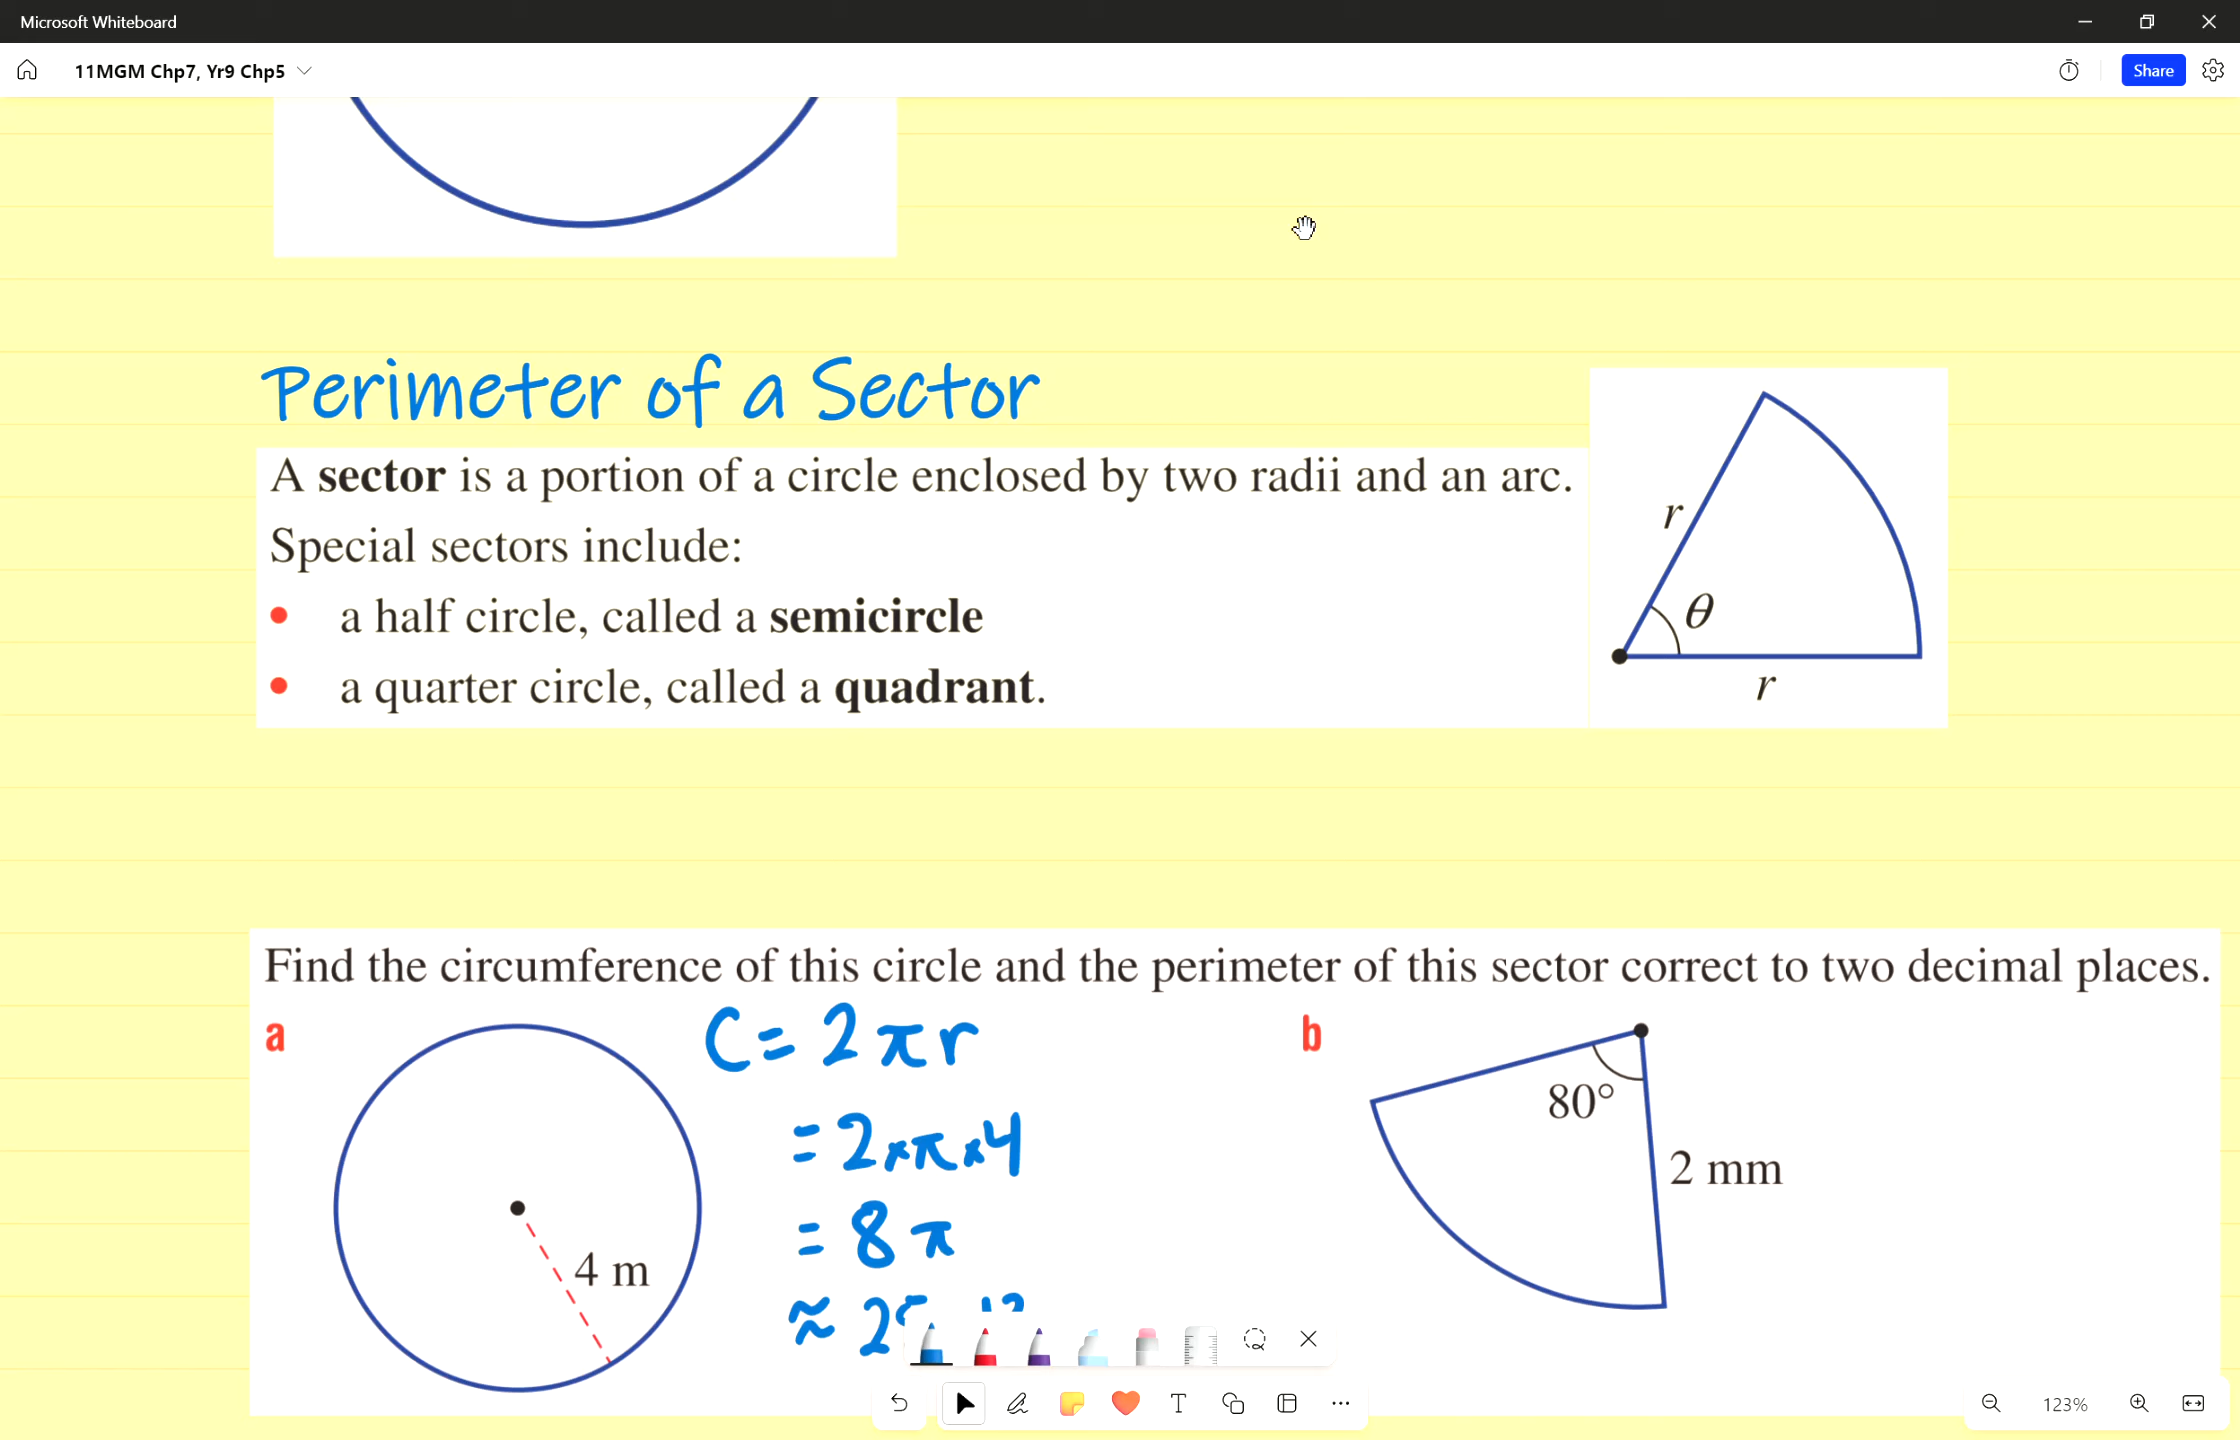 Microsoft Whiteboard
11MGM Chp7, Yr9 Chp5
Share
Perimeter of a Sector
A sector is a portion of a circle enclosed by two radii and an arc.
Special sectors include:
• a half circle, called a semicircle
• a quarter circle, called a quadrant.
r
θ
r
Find the circumference of this circle and the perimeter of this sector correct to two decimal places.
a
4 m
C = 2πr
= 2×π×4
= 8π
≈ 2
b
80°
2 mm
T
123%